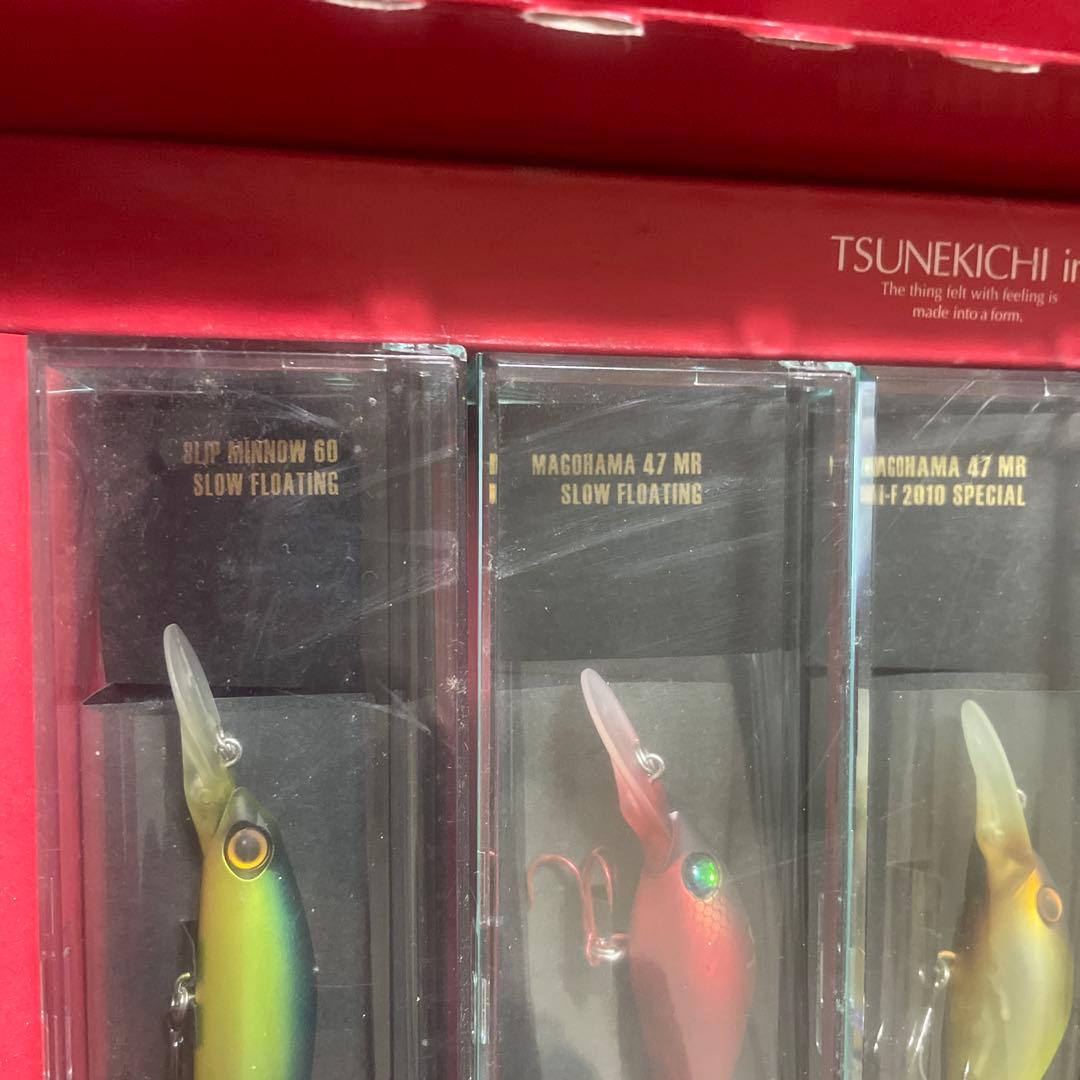 TSUNEKICHI in
The thing felt with feeling is
made into a form.
SLIP MINNOW 60
SLOW FLOATING
MAGOHAMA 47 MR
SLOW FLOATING
MAGOHAMA 47 MR
I-F 2010 SPECIAL